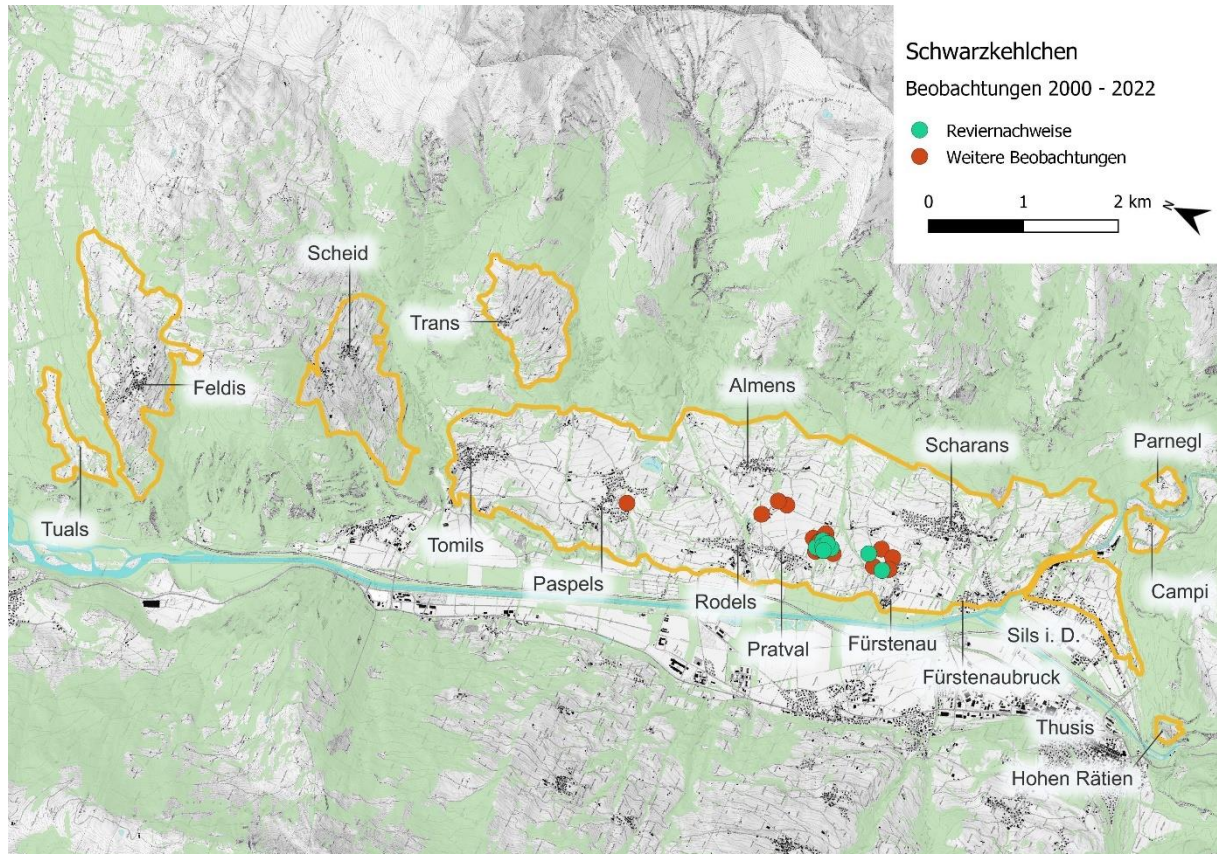 Schwarzkehlchen
Beobachtungen 2000 - 2022
Reviernachweise
Weitere Beobachtungen
0 1 2 km
N
Scheid
Trans
Feldis
Almens
Scharans
Parnegl
Tuals
Tomils
Paspels
Rodels
Pratval
Fürstenau
Campi
Sils i. D.
Fürstenaubruck
Thusis
Hohen Rätien